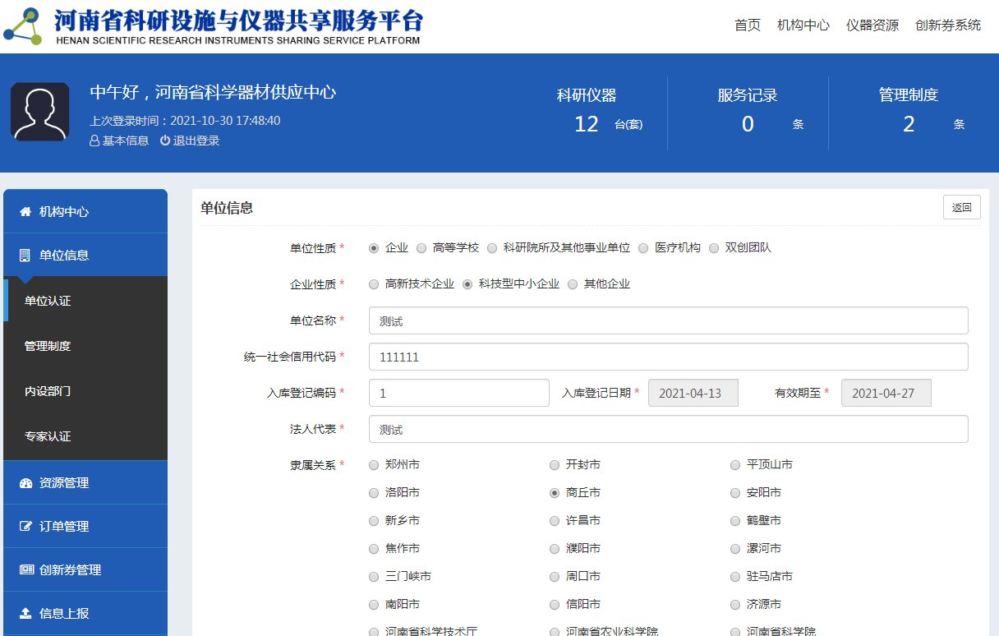 河南省科研设施与仪器共享服务平台
HENAN SCIENTIFIC RESEARCH INSTRUMENTS SHARING SERVICE PLATFORM
首页 机构中心 仪器资源 创新券系统
中午好，河南省科学器材供应中心
上次登录时间：2021-10-30 17:48:40
基本信息 退出登录
科研仪器 服务记录 管理制度
12 台(套) 0 条 2 条
机构中心
单位信息
单位认证
管理制度
内设部门
专家认证
资源管理
订单管理
创新券管理
信息上报
单位信息 返回
单位性质 * 企业 高等学校 科研院所及其他事业单位 医疗机构 双创团队
企业性质 * 高新技术企业 科技型中小企业 其他企业
单位名称 * 测试
统一社会信用代码 * 111111
入库登记编码 * 1 入库登记日期 * 2021-04-13 有效期至 * 2021-04-27
法人代表 * 测试
隶属关系 * 郑州市 开封市 平顶山市
洛阳市 商丘市 安阳市
新乡市 许昌市 鹤壁市
焦作市 濮阳市 漯河市
三门峡市 周口市 驻马店市
南阳市 信阳市 济源市
河南省科学技术厅 河南省农业科学院 河南省科学院